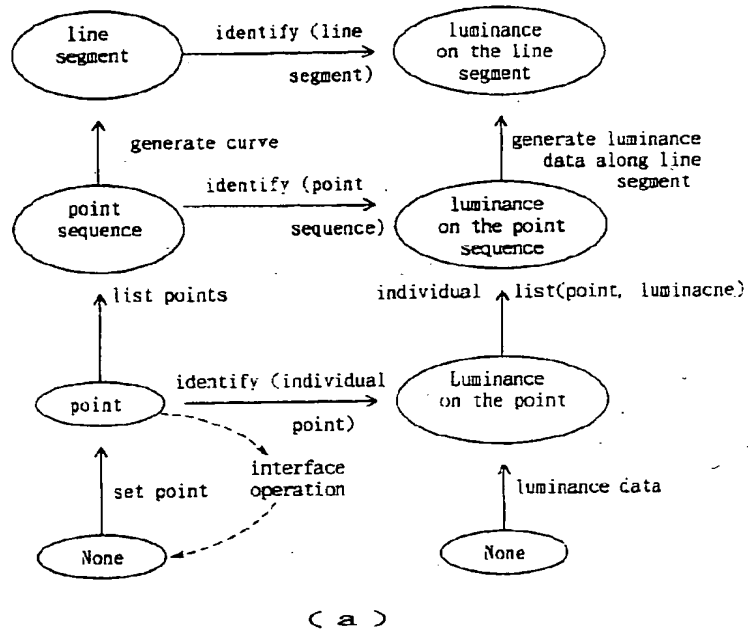 line
segment
identify (line
segment)
luminance
on the line
segment
generate curve
generate luminance
data along line
segment
point
sequence
identify (point
sequence)
luminance
on the point
sequence
list points
individual list(point, luminacne)
point
identify (individual
point)
Luminance
on the point
interface
operation
set point
luminance data
None
None
( a )